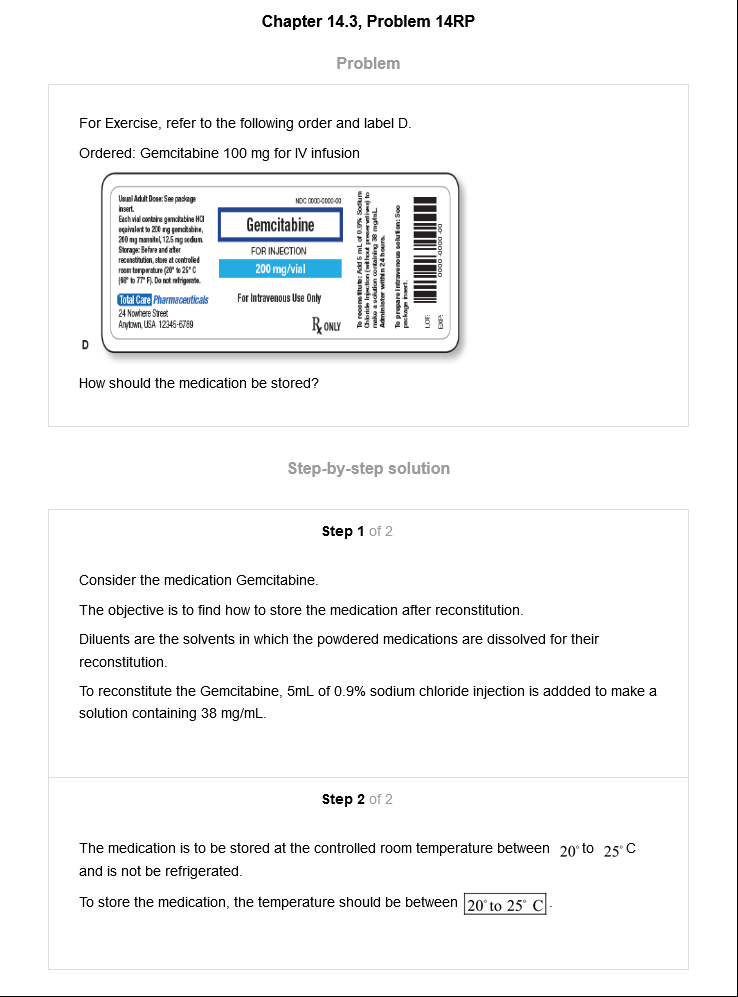 Chapter 14.3, Problem 14RP
Problem
For Exercise, refer to the following order and label D.
Ordered: Gemcitabine 100 mg for IV infusion
Usual Adult Dose: See package
insert.
Each vial contains gemcitabine HCl
equivalent to 200 mg gemcitabine,
200 mg mannitol, 12.5 mg sodium.
Storage: Before and after
reconstitution, store at controlled
room temperature (20° to 25° C
(68° to 77° F). Do not refrigerate.
Total Care Pharmaceuticals
24 Nowhere Street
Anytown, USA 12345-6789
NDC 0000-0000-00
Gemcitabine
FOR INJECTION
200 mg/vial
For Intravenous Use Only
Rx ONLY
To reconstitute: Add 5 mL of 0.9% Sodium
Chloride Injection (without preservatives) to
make a solution containing 38 mg/mL.
Administer within 24 hours.
To prepare intravenous solution: See
package insert.
LOT:
EXP:
0000-0000-00
D
How should the medication be stored?
Step-by-step solution
Step 1 of 2
Consider the medication Gemcitabine.
The objective is to find how to store the medication after reconstitution.
Diluents are the solvents in which the powdered medications are dissolved for their
reconstitution.
To reconstitute the Gemcitabine, 5mL of 0.9% sodium chloride injection is addded to make a
solution containing 38 mg/mL.
Step 2 of 2
The medication is to be stored at the controlled room temperature between 20° to 25° C
and is not be refrigerated.
To store the medication, the temperature should be between 20° to 25° C.